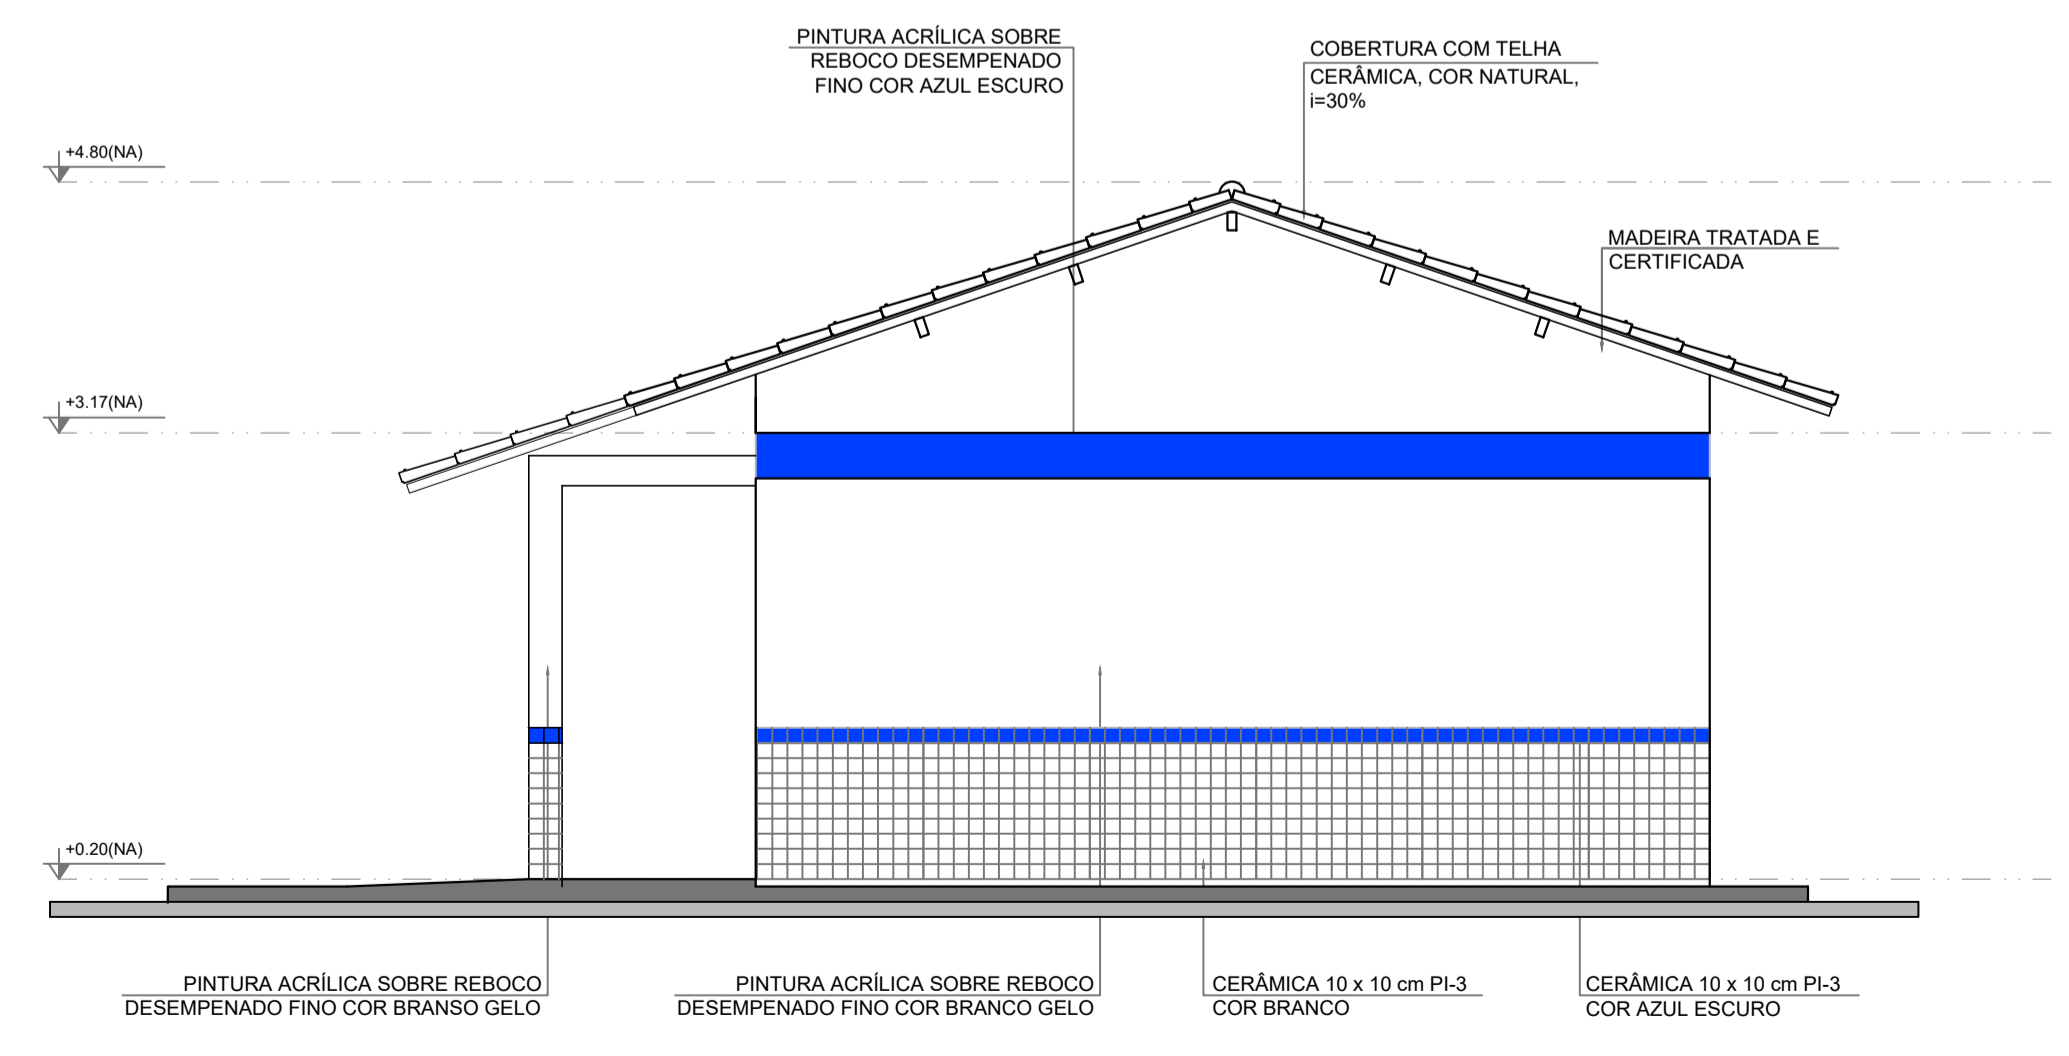 PINTURA ACRÍLICA SOBRE
REBOCO DESEMPENADO
FINO COR AZUL ESCURO
COBERTURA COM TELHA
CERÂMICA, COR NATURAL,
i=30%
+4.80(NA)
MADEIRA TRATADA E
CERTIFICADA
+3.17(NA)
+0.20(NA)
PINTURA ACRÍLICA SOBRE REBOCO
DESEMPENADO FINO COR BRANSO GELO
PINTURA ACRÍLICA SOBRE REBOCO
DESEMPENADO FINO COR BRANCO GELO
CERÂMICA 10 x 10 cm PI-3
COR BRANCO
CERÂMICA 10 x 10 cm PI-3
COR AZUL ESCURO